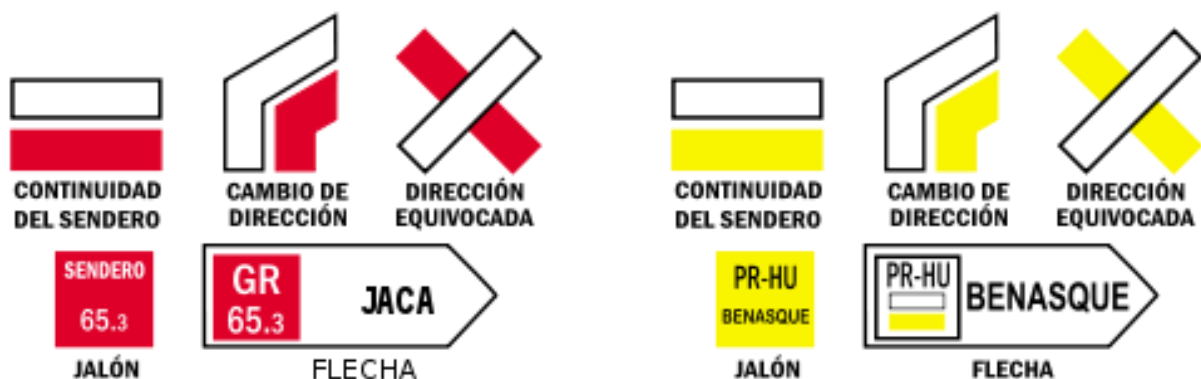 CONTINUIDAD
DEL SENDERO
CAMBIO DE
DIRECCIÓN
DIRECCIÓN
EQUIVOCADA
SENDERO
65.3
JALÓN
GR
65.3
JACA
FLECHA
CONTINUIDAD
DEL SENDERO
CAMBIO DE
DIRECCIÓN
DIRECCIÓN
EQUIVOCADA
PR-HU
BENASQUE
JALÓN
PR-HU
BENASQUE
FLECHA